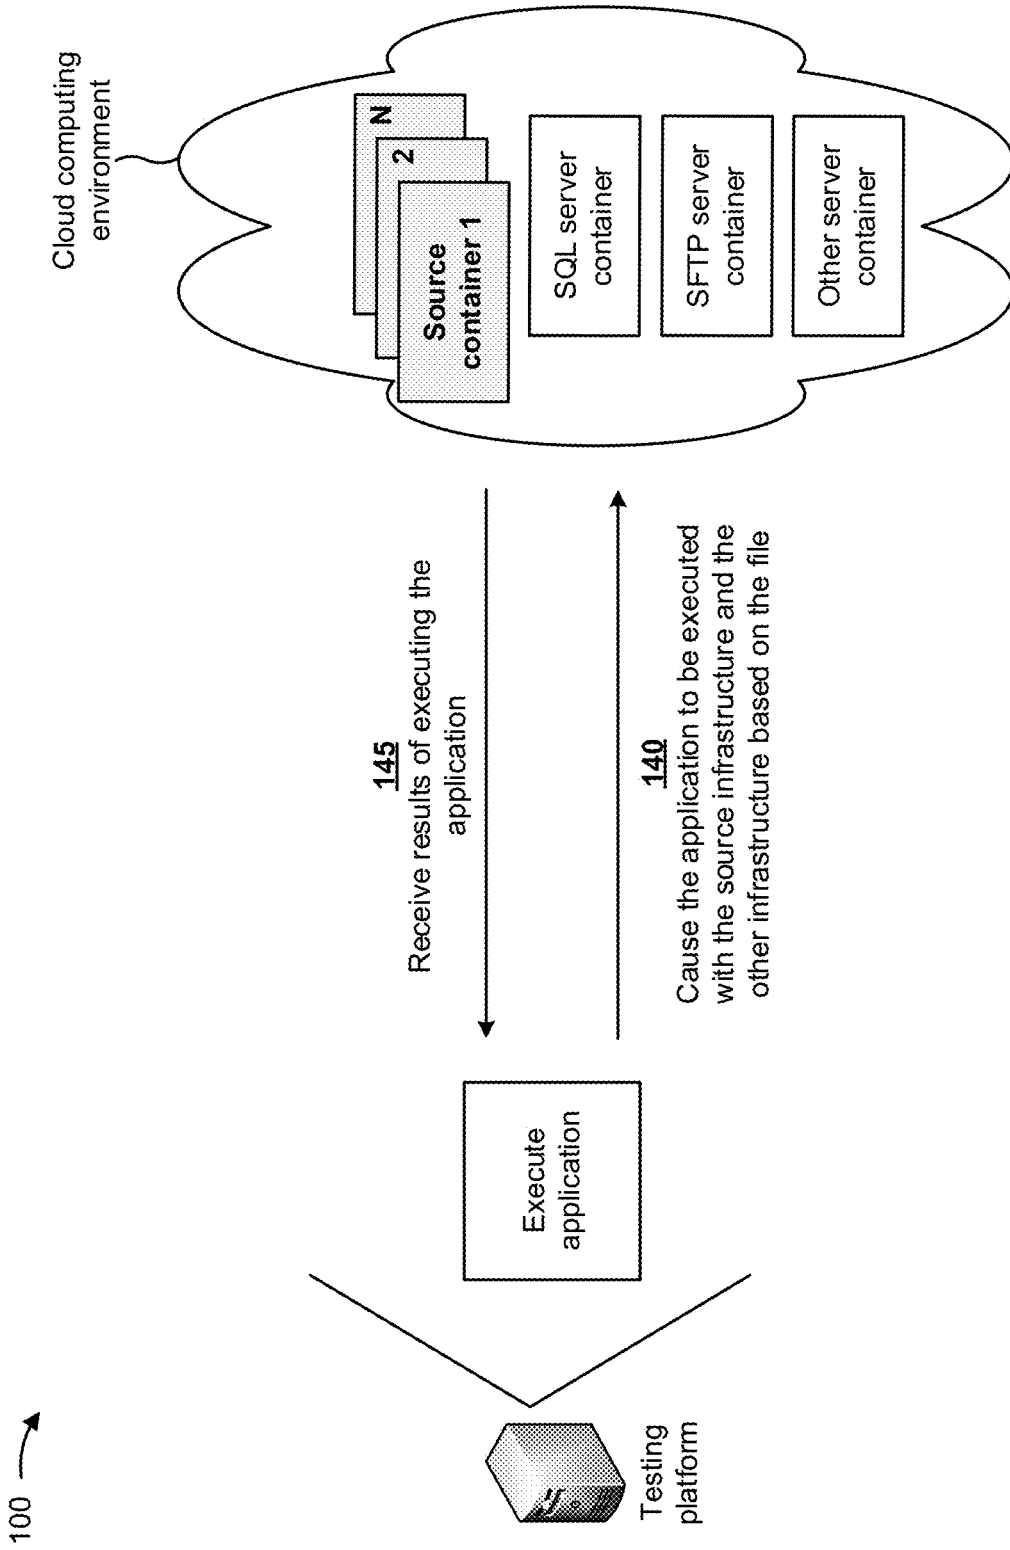 100
Cloud computing
environment
N
2
Source
container 1
SQL server
container
SFTP server
container
Other server
container
145
Receive results of executing the
application
140
Cause the application to be executed
with the source infrastructure and the
other infrastructure based on the file
Execute
application
Testing
platform